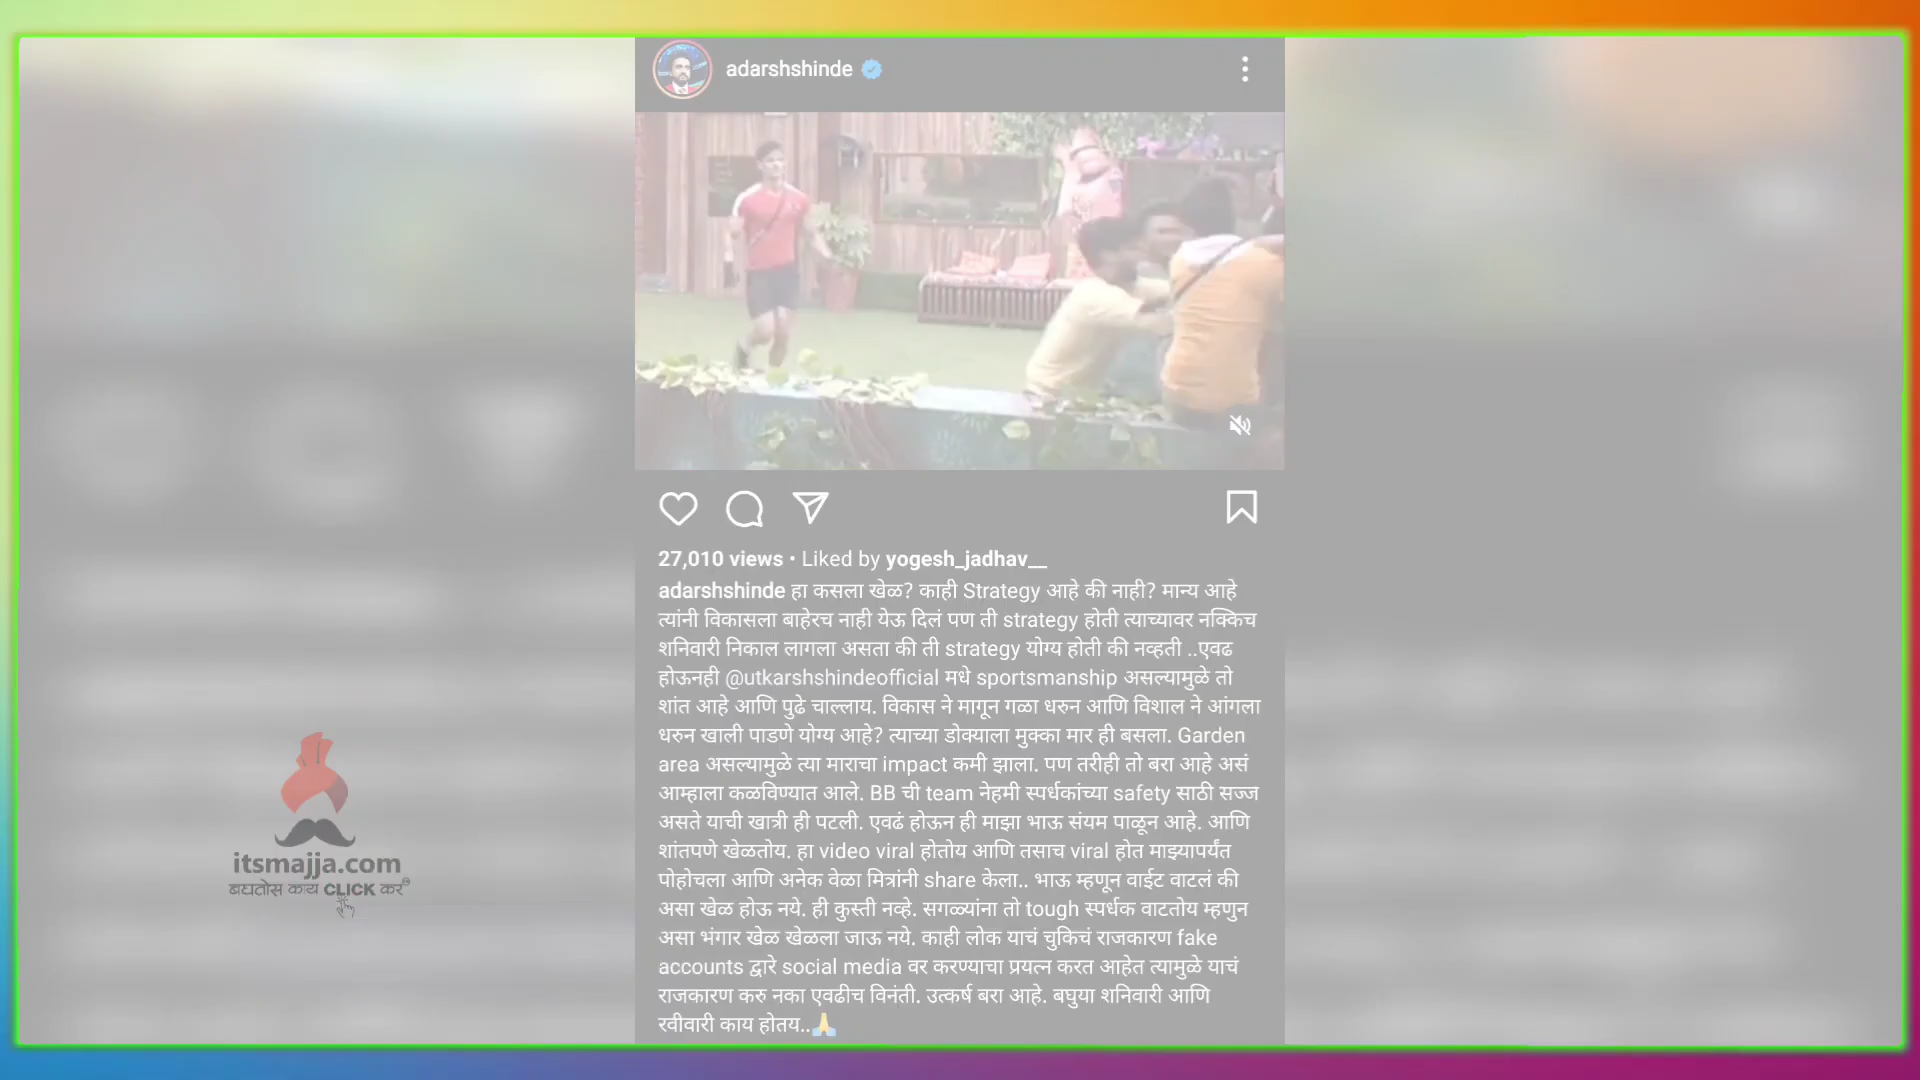 adarshshinde
27,010 views • Liked by yogesh_jadhav__
adarshshinde हा कसला खेळ? काही Strategy आहे की नाही? मान्य आहे
त्यांनी विकासला बाहेरच नाही येऊ दिलं पण ती strategy होती त्याच्यावर नक्किच
शनिवारी निकाल लागला असता की ती strategy योग्य होती की नव्हती ..एवढ
होऊनही @utkarshshindeofficial मधे sportsmanship असल्यामुळे तो
शांत आहे आणि पुढे चाल्लाय. विकास ने मागून गळा धरुन आणि विशाल ने आंगला
धरुन खाली पाडणे योग्य आहे? त्याच्या डोक्याला मुक्का मार ही बसला. Garden
area असल्यामुळे त्या माराचा impact कमी झाला. पण तरीही तो बरा आहे असं
आम्हाला कळविण्यात आले. BB ची team नेहमी स्पर्धकांच्या safety साठी सज्ज
असते याची खात्री ही पटली. एवढं होऊन ही माझा भाऊ संयम पाळून आहे. आणि
शांतपणे खेळतोय. हा video viral होतोय आणि तसाच viral होत माझ्यापर्यंत
पोहोचला आणि अनेक वेळा मित्रांनी share केला.. भाऊ म्हणून वाईट वाटलं की
असा खेळ होऊ नये. ही कुस्ती नव्हे. सगळ्यांना तो tough स्पर्धक वाटतोय म्हणुन
असा भंगार खेळ खेळला जाऊ नये. काही लोक याचं चुकिचं राजकारण fake
accounts द्वारे social media वर करण्याचा प्रयत्न करत आहेत त्यामुळे याचं
राजकारण करु नका एवढीच विनंती. उत्कर्ष बरा आहे. बघुया शनिवारी आणि
रवीवारी काय होतय..🙏
itsmajja.com
बघतोस काय CLICK कर